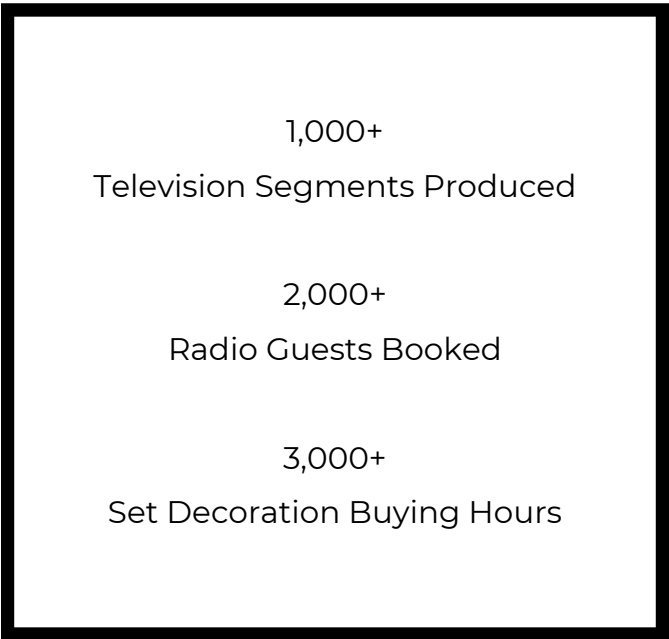 1,000+
Television Segments Produced
2,000+
Radio Guests Booked
3,000+
Set Decoration Buying Hours